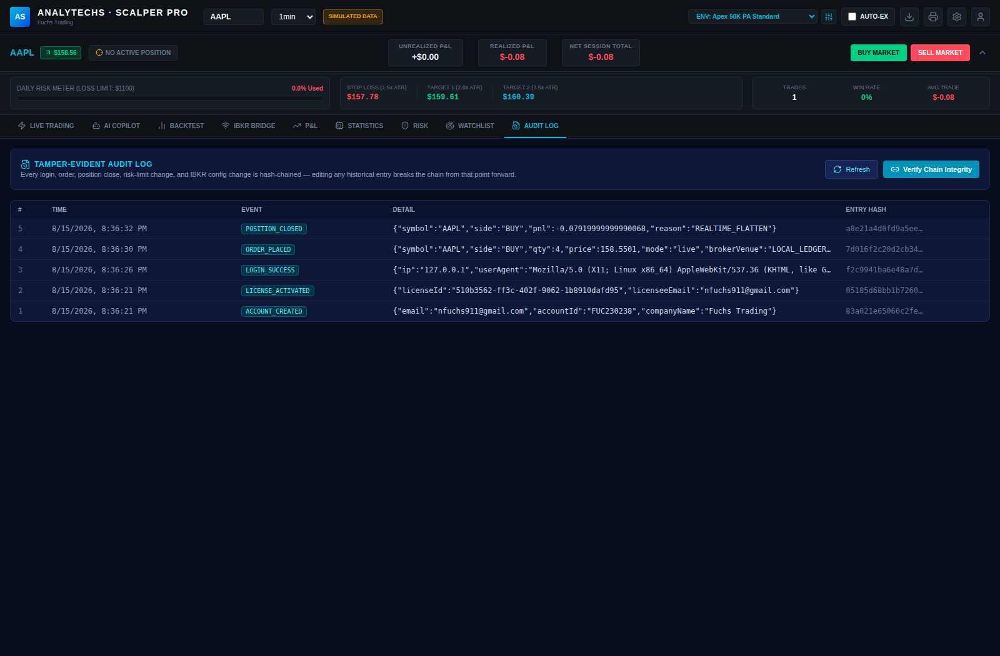 AS
ANALYTECHS · SCALPER PRO
Fuchs Trading
AAPL
1min
SIMULATED DATA
ENV: Apex 50K PA Standard
AUTO-EX
AAPL
$158.56
NO ACTIVE POSITION
UNREALIZED P&L
+$0.00
REALIZED P&L
$-0.08
NET SESSION TOTAL
$-0.08
BUY MARKET
SELL MARKET
DAILY RISK METER (LOSS LIMIT: $1100)
0.0% Used
STOP LOSS (1.5x ATR)
$157.78
TARGET 1 (2.0x ATR)
$159.61
TARGET 2 (3.5x ATR)
$160.39
TRADES
1
WIN RATE
0%
AVG TRADE
$-0.08
LIVE TRADING
AI COPILOT
BACKTEST
IBKR BRIDGE
P&L
STATISTICS
RISK
WATCHLIST
AUDIT LOG
TAMPER-EVIDENT AUDIT LOG
Every login, order, position close, risk-limit change, and IBKR config change is hash-chained — editing any historical entry breaks the chain from that point forward.
Refresh
Verify Chain Integrity
# TIME EVENT DETAIL ENTRY HASH
5 8/15/2026, 8:36:32 PM POSITION_CLOSED {"symbol":"AAPL","side":"BUY","pnl":-0.07919999999990068,"reason":"REALTIME_FLATTEN"} a8e21a4d0fd9a5ee…
4 8/15/2026, 8:36:30 PM ORDER_PLACED {"symbol":"AAPL","side":"BUY","qty":4,"price":158.5501,"mode":"live","brokerVenue":"LOCAL_LEDGER… 7d016f2c20d2cb34…
3 8/15/2026, 8:36:26 PM LOGIN_SUCCESS {"ip":"127.0.0.1","userAgent":"Mozilla/5.0 (X11; Linux x86_64) AppleWebKit/537.36 (KHTML, like G… f2c9941ba6e48a7d…
2 8/15/2026, 8:36:21 PM LICENSE_ACTIVATED {"licenseId":"510b3562-ff3c-402f-9062-1b8910dafd95","licenseeEmail":"nfuchs911@gmail.com"} 05185d68bb1b7260…
1 8/15/2026, 8:36:21 PM ACCOUNT_CREATED {"email":"nfuchs911@gmail.com","accountId":"FUC230238","companyName":"Fuchs Trading"} 83a021e65060c2fe…